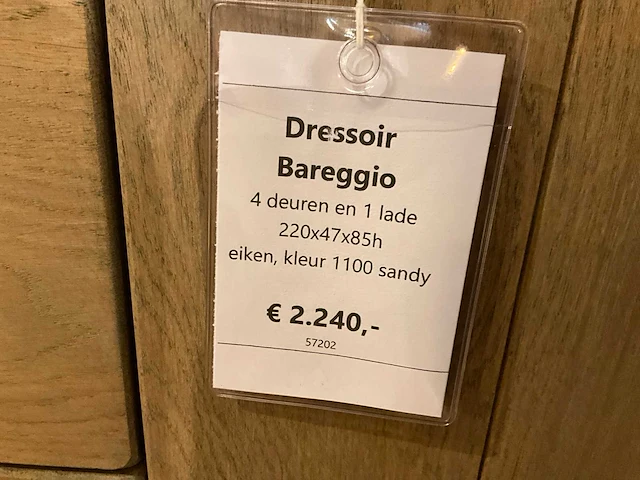 Dressoir
Bareggio
4 deuren en 1 lade
220x47x85h
eiken, kleur 1100 sandy
€ 2.240,-
57202